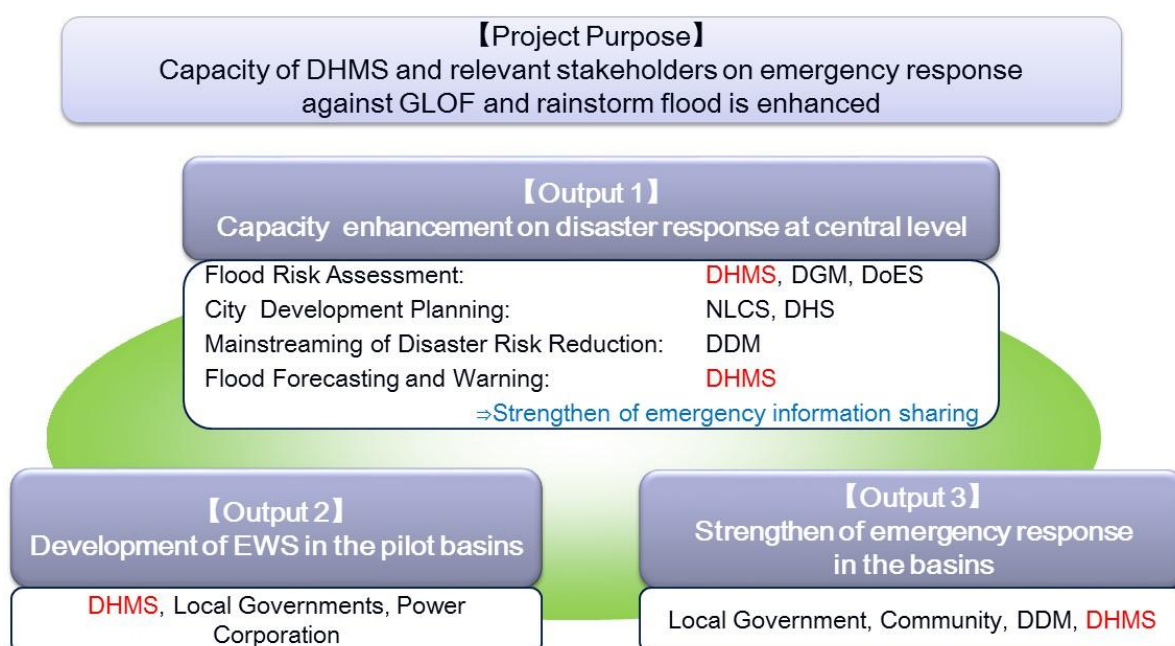 【Project Purpose】
Capacity of DHMS and relevant stakeholders on emergency response
against GLOF and rainstorm flood is enhanced
【Output 1】
Capacity enhancement on disaster response at central level
Flood Risk Assessment: DHMS, DGM, DoES
City Development Planning: NLCS, DHS
Mainstreaming of Disaster Risk Reduction: DDM
Flood Forecasting and Warning: DHMS
⇒Strengthen of emergency information sharing
【Output 2】
Development of EWS in the pilot basins
DHMS, Local Governments, Power
Corporation
【Output 3】
Strengthen of emergency response
in the basins
Local Government, Community, DDM, DHMS